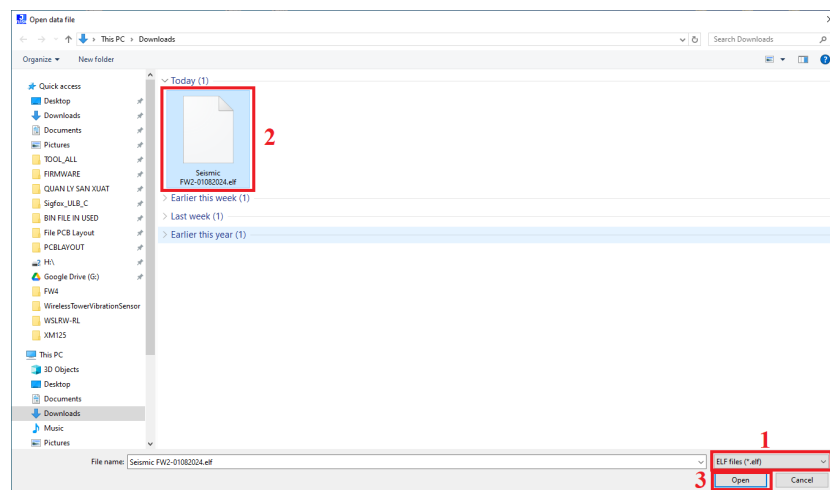 Open data file
This PC > Downloads
Search Downloads
Organize
New folder
Quick access
Desktop
Downloads
Documents
Pictures
TOOL_ALL
FIRMWARE
QUAN LY SAN XUAT
Sigfox_ULB_C
BIN FILE IN USED
File PCB Layout
PCBLAYOUT
H:\
Google Drive (G:)
FW4
WirelessTowerVibrationSensor
WSLRW-RL
XM125
This PC
3D Objects
Desktop
Documents
Downloads
Music
Pictures
Today (1)
2
Seismic
FW2-01082024.elf
Earlier this week (1)
Last week (1)
Earlier this year (1)
1
File name: Seismic FW2-01082024.elf
ELF files (*.elf)
3
Open
Cancel